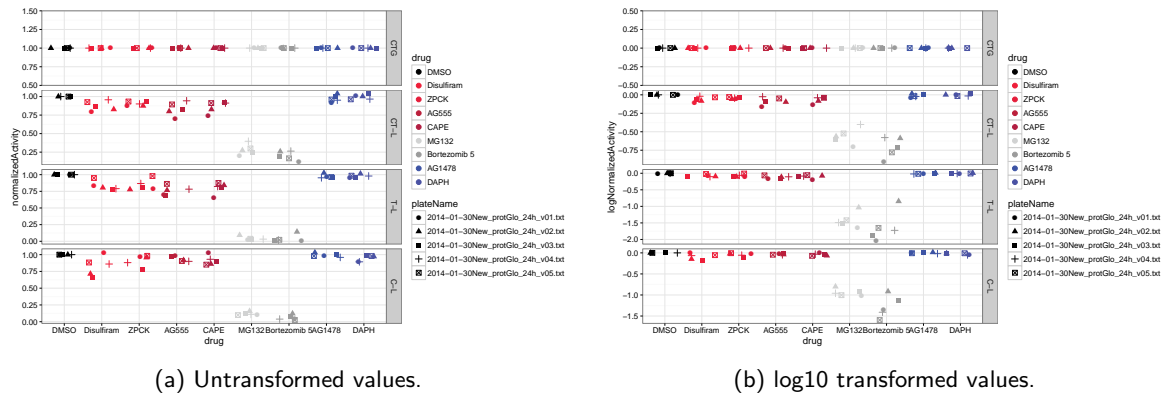 1.50
1.25
1.00
0.75
0.50
CTG
1.00
0.75
0.50
0.25
CT-L
1.00
0.75
0.50
0.25
0.00
T-L
1.00
0.75
0.50
0.25
0.00
C-L
normalizedActivity
DMSO Disulfiram ZPCK AG555 CAPE MG132 Bortezomib 5 AG1478 DAPH
drug
drug
DMSO
Disulfiram
ZPCK
AG555
CAPE
MG132
Bortezomib 5
AG1478
DAPH
plateName
2014-01-30New_protGlo_24h_v01.txt
2014-01-30New_protGlo_24h_v02.txt
2014-01-30New_protGlo_24h_v03.txt
2014-01-30New_protGlo_24h_v04.txt
2014-01-30New_protGlo_24h_v05.txt
(a) Untransformed values.
0.50
0.25
0.00
-0.25
-0.50
CTG
0.00
-0.25
-0.50
-0.75
CT-L
0.0
-0.5
-1.0
-1.5
-2.0
T-L
0.0
-0.5
-1.0
-1.5
C-L
logNormalizedActivity
DMSO Disulfiram ZPCK AG555 CAPE MG132 Bortezomib 5 AG1478 DAPH
drug
drug
DMSO
Disulfiram
ZPCK
AG555
CAPE
MG132
Bortezomib 5
AG1478
DAPH
plateName
2014-01-30New_protGlo_24h_v01.txt
2014-01-30New_protGlo_24h_v02.txt
2014-01-30New_protGlo_24h_v03.txt
2014-01-30New_protGlo_24h_v04.txt
2014-01-30New_protGlo_24h_v05.txt
(b) log10 transformed values.